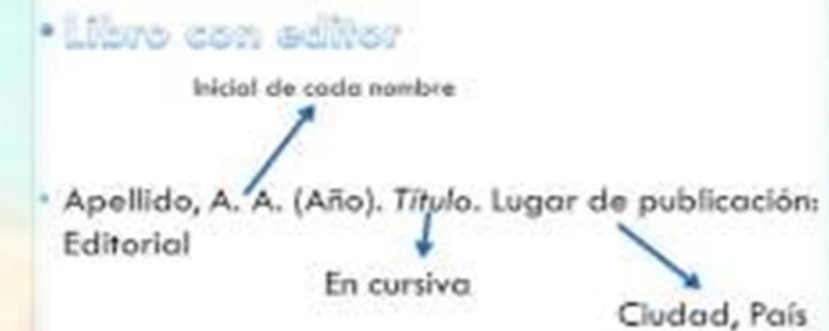 • Libro con editor
Inicial de cada nombre
• Apellido, A. A. (Año). Título. Lugar de publicación:
Editorial
En cursiva
Ciudad, País